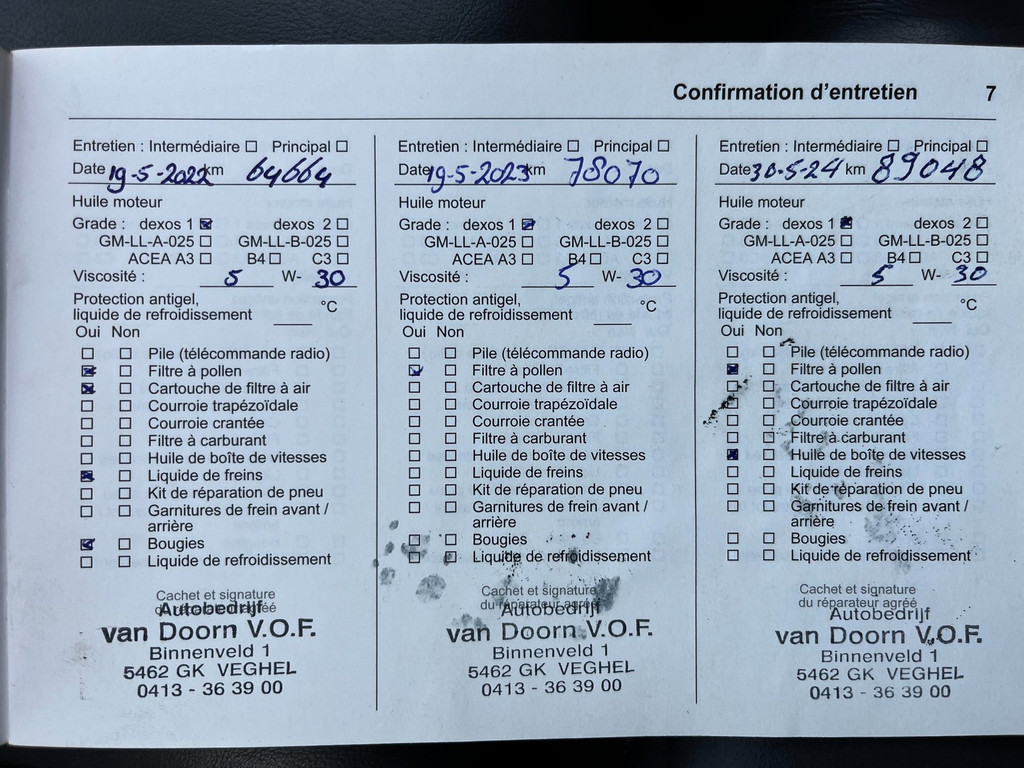 Confirmation d'entretien 7
Entretien : Intermédiaire ☐ Principal ☐
Date 19-5-2022 km 64664
Huile moteur
Grade : dexos 1 ☒ dexos 2 ☐
GM-LL-A-025 ☐ GM-LL-B-025 ☐
ACEA A3 ☐ B4 ☐ C3 ☐
Viscosité : 5 W- 30
Protection antigel,
liquide de refroidissement °C
Oui Non
☐ ☐ Pile (télécommande radio)
☒ ☐ Filtre à pollen
☒ ☐ Cartouche de filtre à air
☐ ☐ Courroie trapézoïdale
☐ ☐ Courroie crantée
☐ ☐ Filtre à carburant
☐ ☐ Huile de boîte de vitesses
☒ ☐ Liquide de freins
☐ ☐ Kit de réparation de pneu
☐ ☐ Garnitures de frein avant /
arrière
☒ ☐ Bougies
☐ ☐ Liquide de refroidissement
Cachet et signature
du réparateur agréé
Autobedrijf
van Doorn V.O.F.
Binnenveld 1
5462 GK VEGHEL
0413 - 36 39 00
Entretien : Intermédiaire ☐ Principal ☐
Date 19-5-2023 km 78070
Huile moteur
Grade : dexos 1 ☒ dexos 2 ☐
GM-LL-A-025 ☐ GM-LL-B-025 ☐
ACEA A3 ☐ B4 ☐ C3 ☐
Viscosité : 5 W- 30
Protection antigel,
liquide de refroidissement °C
Oui Non
☐ ☐ Pile (télécommande radio)
☒ ☐ Filtre à pollen
☐ ☐ Cartouche de filtre à air
☐ ☐ Courroie trapézoïdale
☐ ☐ Courroie crantée
☐ ☐ Filtre à carburant
☐ ☐ Huile de boîte de vitesses
☐ ☐ Liquide de freins
☐ ☐ Kit de réparation de pneu
☐ ☐ Garnitures de frein avant /
arrière
☐ ☐ Bougies
☐ ☐ Liquide de refroidissement
Cachet et signature
du réparateur agréé
Autobedrijf
van Doorn V.O.F.
Binnenveld 1
5462 GK VEGHEL
0413 - 36 39 00
Entretien : Intermédiaire ☐ Principal ☐
Date 30-5-24 km 89048
Huile moteur
Grade : dexos 1 ☒ dexos 2 ☐
GM-LL-A-025 ☐ GM-LL-B-025 ☐
ACEA A3 ☐ B4 ☐ C3 ☐
Viscosité : 5 W- 30
Protection antigel,
liquide de refroidissement °C
Oui Non
☐ ☐ Pile (télécommande radio)
☒ ☐ Filtre à pollen
☐ ☐ Cartouche de filtre à air
☐ ☐ Courroie trapézoïdale
☐ ☐ Courroie crantée
☐ ☐ Filtre à carburant
☒ ☐ Huile de boîte de vitesses
☐ ☐ Liquide de freins
☐ ☐ Kit de réparation de pneu
☐ ☐ Garnitures de frein avant /
arrière
☐ ☐ Bougies
☐ ☐ Liquide de refroidissement
Cachet et signature
du réparateur agréé
Autobedrijf
van Doorn V.O.F.
Binnenveld 1
5462 GK VEGHEL
0413 - 36 39 00